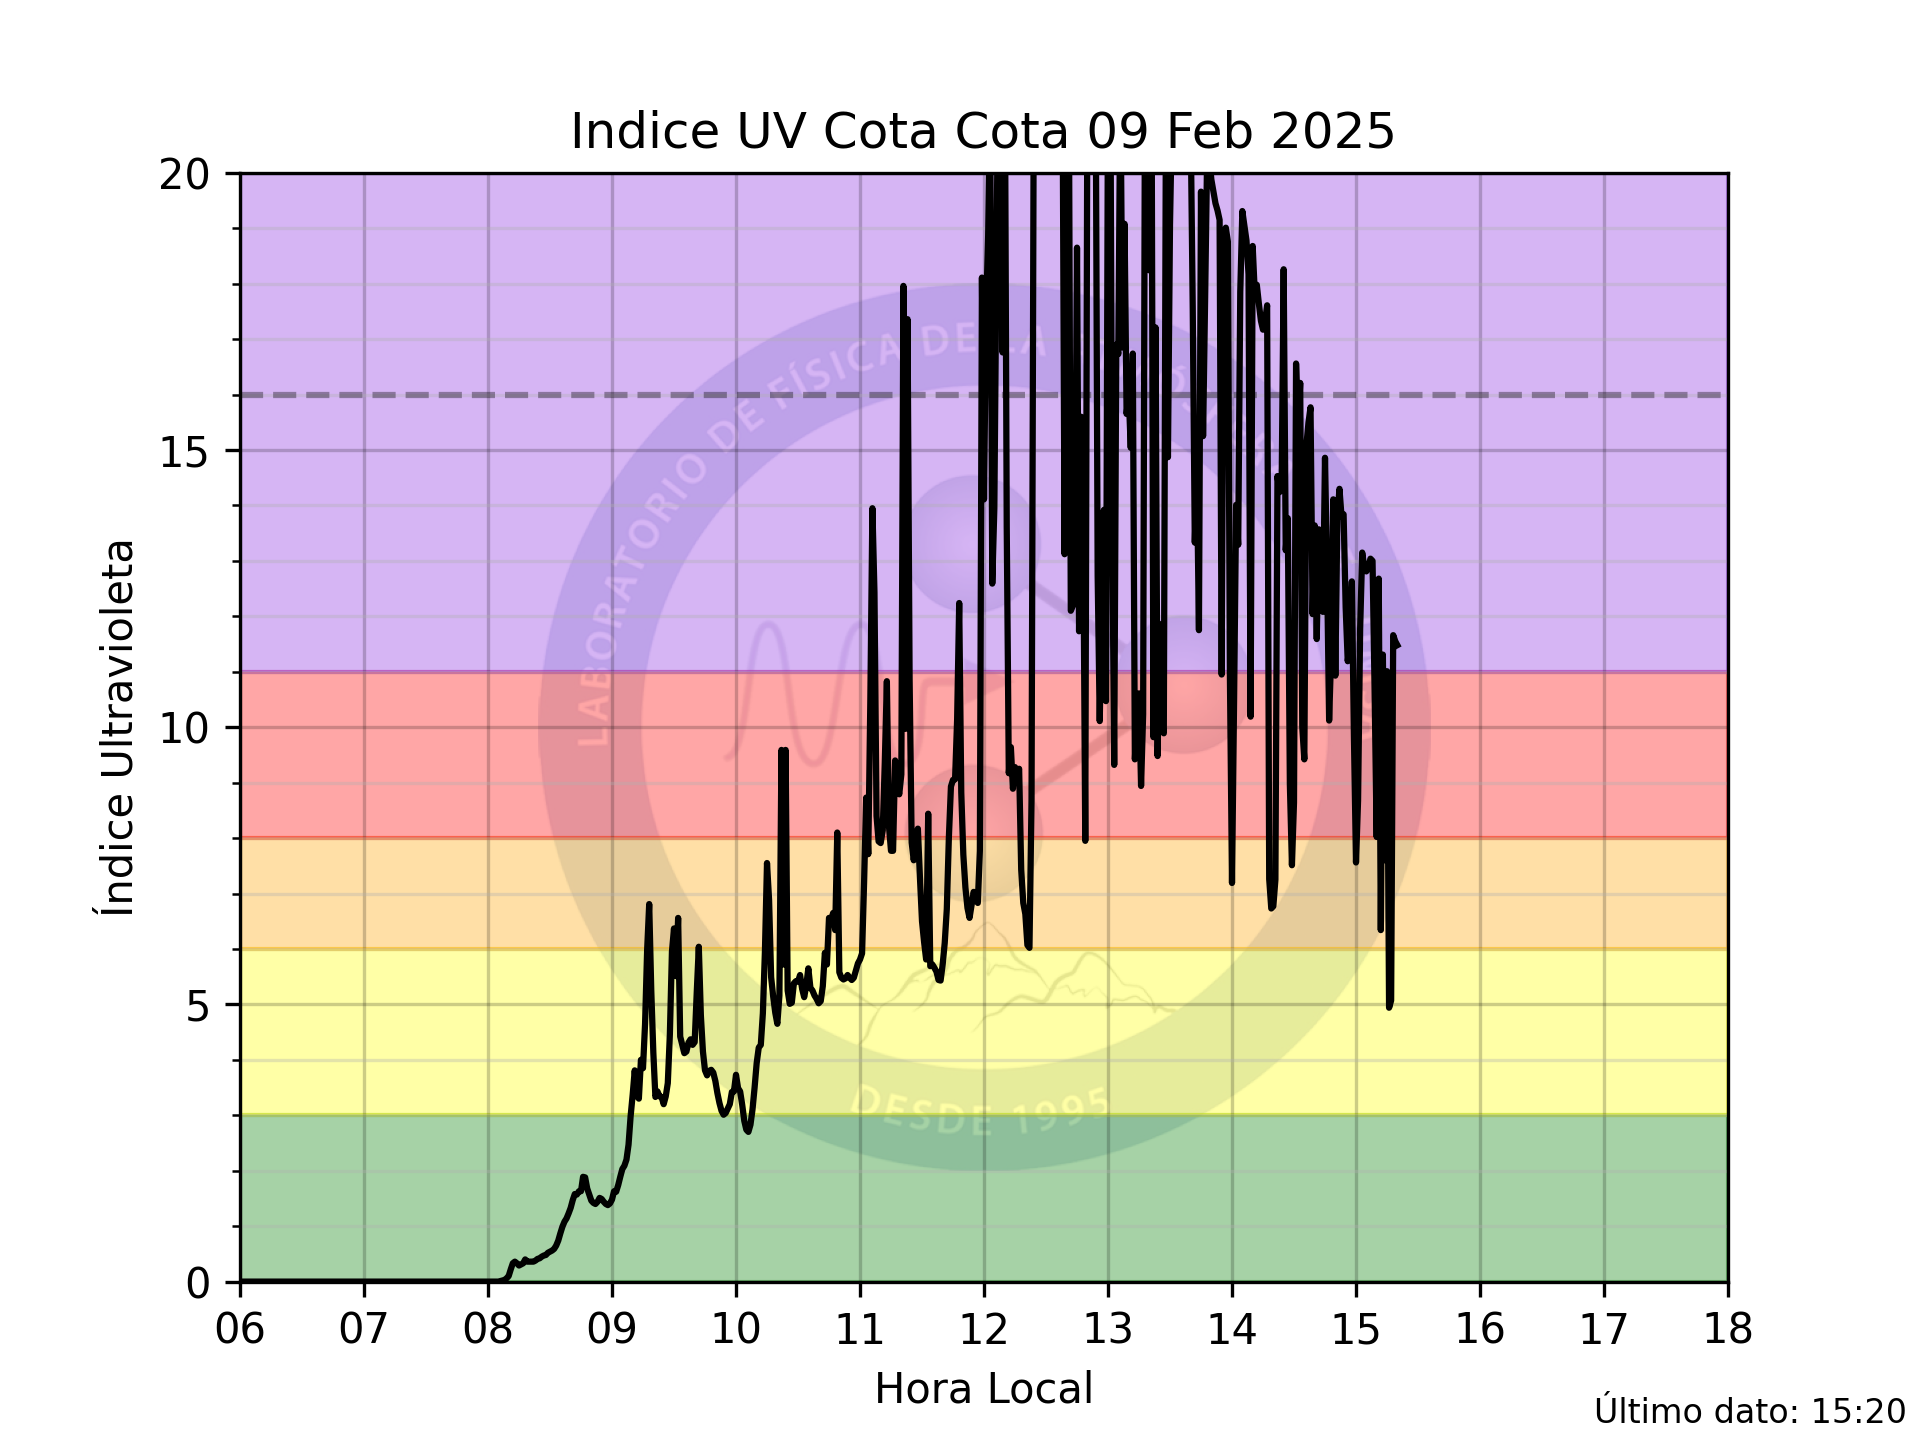 Indice UV Cota Cota 09 Feb 2025
20
15
10
5
0
Índice Ultravioleta
LABORATORIO DE FÍSICA DE LA
DESDE 1995
06 07 08 09 10 11 12 13 14 15 16 17 18
Hora Local
Último dato: 15:20